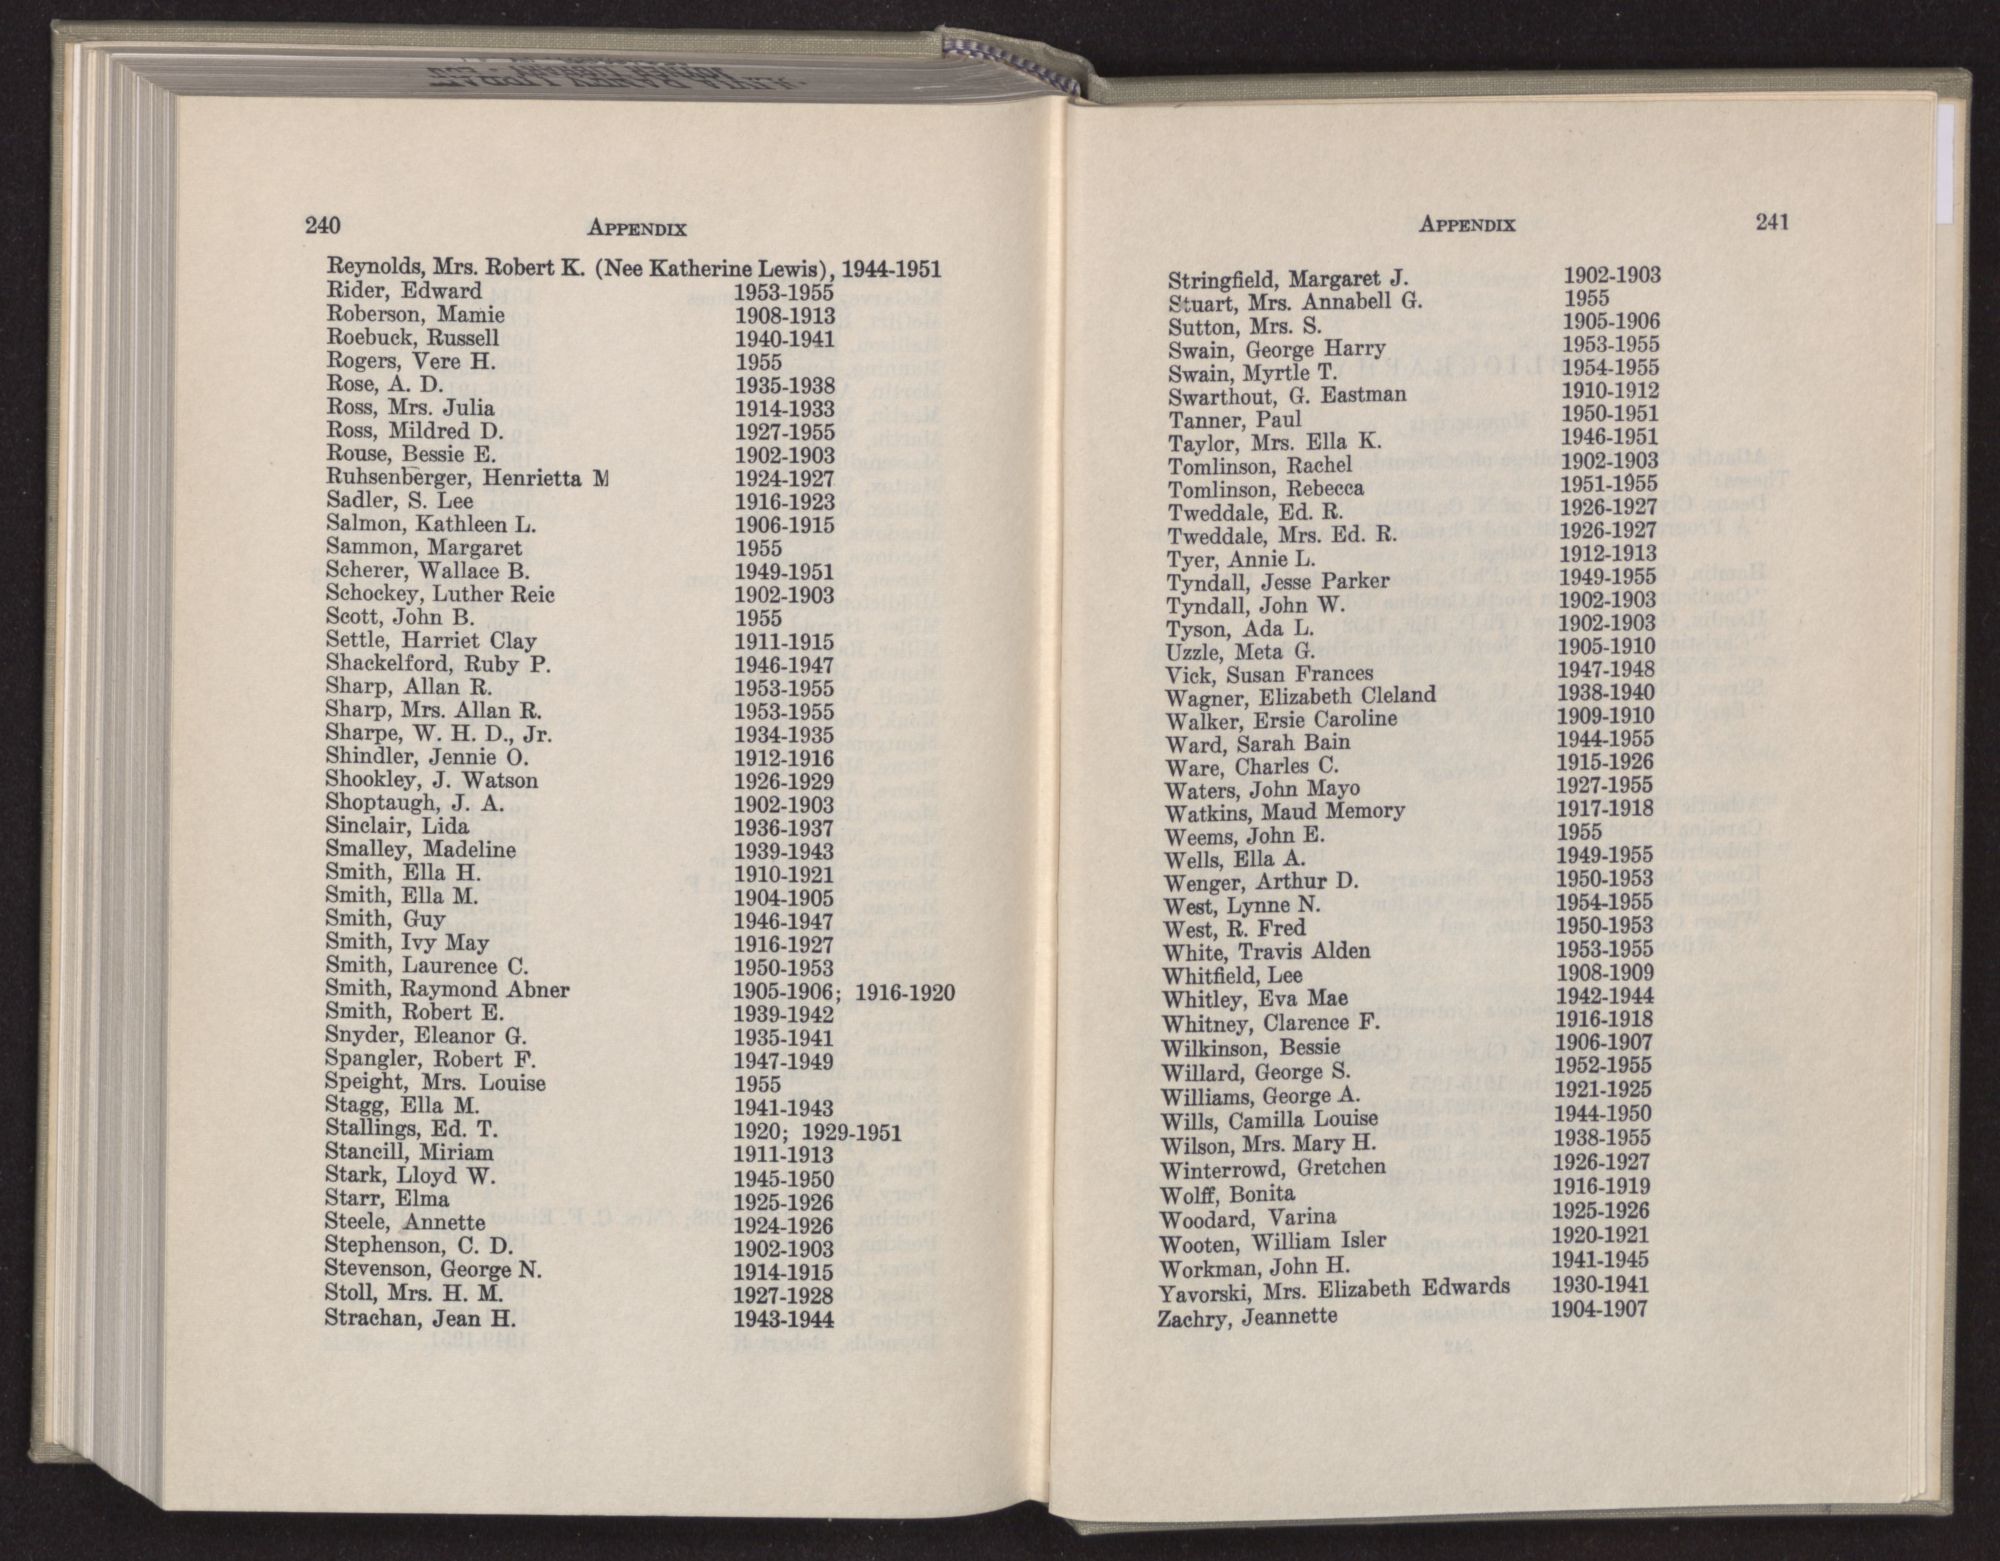 240 APPENDIX
Reynolds, Mrs. Robert K. (Nee Katherine Lewis), 1944-1951
Rider, Edward 1953-1955
Roberson, Mamie 1908-1913
Roebuck, Russell 1940-1941
Rogers, Vere H. 1955
Rose, A. D. 1935-1938
Ross, Mrs. Julia 1914-1933
Ross, Mildred D. 1927-1955
Rouse, Bessie E. 1902-1903
Ruhsenberger, Henrietta M 1924-1927
Sadler, S. Lee 1916-1923
Salmon, Kathleen L. 1906-1915
Sammon, Margaret 1955
Scherer, Wallace B. 1949-1951
Schockey, Luther Reic 1902-1903
Scott, John B. 1955
Settle, Harriet Clay 1911-1915
Shackelford, Ruby P. 1946-1947
Sharp, Allan R. 1953-1955
Sharp, Mrs. Allan R. 1953-1955
Sharpe, W. H. D., Jr. 1934-1935
Shindler, Jennie O. 1912-1916
Shookley, J. Watson 1926-1929
Shoptaugh, J. A. 1902-1903
Sinclair, Lida 1936-1937
Smalley, Madeline 1939-1943
Smith, Ella H. 1910-1921
Smith, Ella M. 1904-1905
Smith, Guy 1946-1947
Smith, Ivy May 1916-1927
Smith, Laurence C. 1950-1953
Smith, Raymond Abner 1905-1906; 1916-1920
Smith, Robert E. 1939-1942
Snyder, Eleanor G. 1935-1941
Spangler, Robert F. 1947-1949
Speight, Mrs. Louise 1955
Stagg, Ella M. 1941-1943
Stallings, Ed. T. 1920; 1929-1951
Stancill, Miriam 1911-1913
Stark, Lloyd W. 1945-1950
Starr, Elma 1925-1926
Steele, Annette 1924-1926
Stephenson, C. D. 1902-1903
Stevenson, George N. 1914-1915
Stoll, Mrs. H. M. 1927-1928
Strachan, Jean H. 1943-1944
APPENDIX 241
Stringfield, Margaret J. 1902-1903
Stuart, Mrs. Annabell G. 1955
Sutton, Mrs. S. 1905-1906
Swain, George Harry 1953-1955
Swain, Myrtle T. 1954-1955
Swarthout, G. Eastman 1910-1912
Tanner, Paul 1950-1951
Taylor, Mrs. Ella K. 1946-1951
Tomlinson, Rachel 1902-1903
Tomlinson, Rebecca 1951-1955
Tweddale, Ed. R. 1926-1927
Tweddale, Mrs. Ed. R. 1926-1927
Tyer, Annie L. 1912-1913
Tyndall, Jesse Parker 1949-1955
Tyndall, John W. 1902-1903
Tyson, Ada L. 1902-1903
Uzzle, Meta G. 1905-1910
Vick, Susan Frances 1947-1948
Wagner, Elizabeth Cleland 1938-1940
Walker, Ersie Caroline 1909-1910
Ward, Sarah Bain 1944-1955
Ware, Charles C. 1915-1926
Waters, John Mayo 1927-1955
Watkins, Maud Memory 1917-1918
Weems, John E. 1955
Wells, Ella A. 1949-1955
Wenger, Arthur D. 1950-1953
West, Lynne N. 1954-1955
West, R. Fred 1950-1953
White, Travis Alden 1953-1955
Whitfield, Lee 1908-1909
Whitley, Eva Mae 1942-1944
Whitney, Clarence F. 1916-1918
Wilkinson, Bessie 1906-1907
Willard, George S. 1952-1955
Williams, George A. 1921-1925
Wills, Camilla Louise 1944-1950
Wilson, Mrs. Mary H. 1938-1955
Winterrowd, Gretchen 1926-1927
Wolff, Bonita 1916-1919
Woodard, Varina 1925-1926
Wooten, William Isler 1920-1921
Workman, John H. 1941-1945
Yavorski, Mrs. Elizabeth Edwards 1930-1941
Zachry, Jeannette 1904-1907